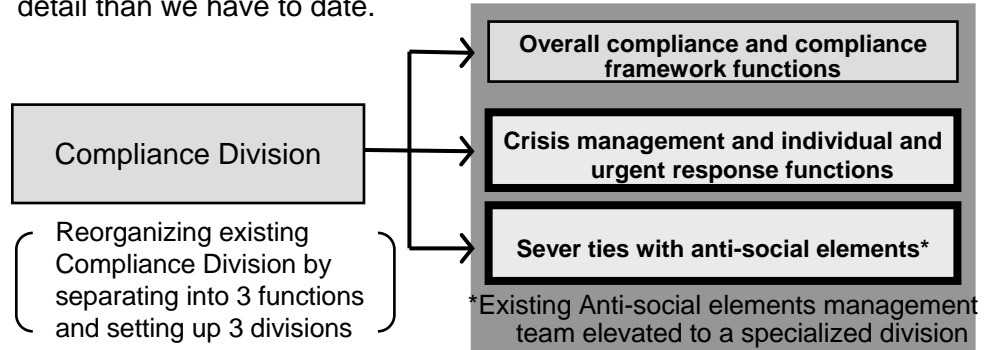 detail than we have to date.
Overall compliance and compliance
framework functions
Compliance Division
Crisis management and individual and
urgent response functions
Reorganizing existing
Compliance Division by
separating into 3 functions
and setting up 3 divisions
Sever ties with anti-social elements*
*Existing Anti-social elements management
team elevated to a specialized division